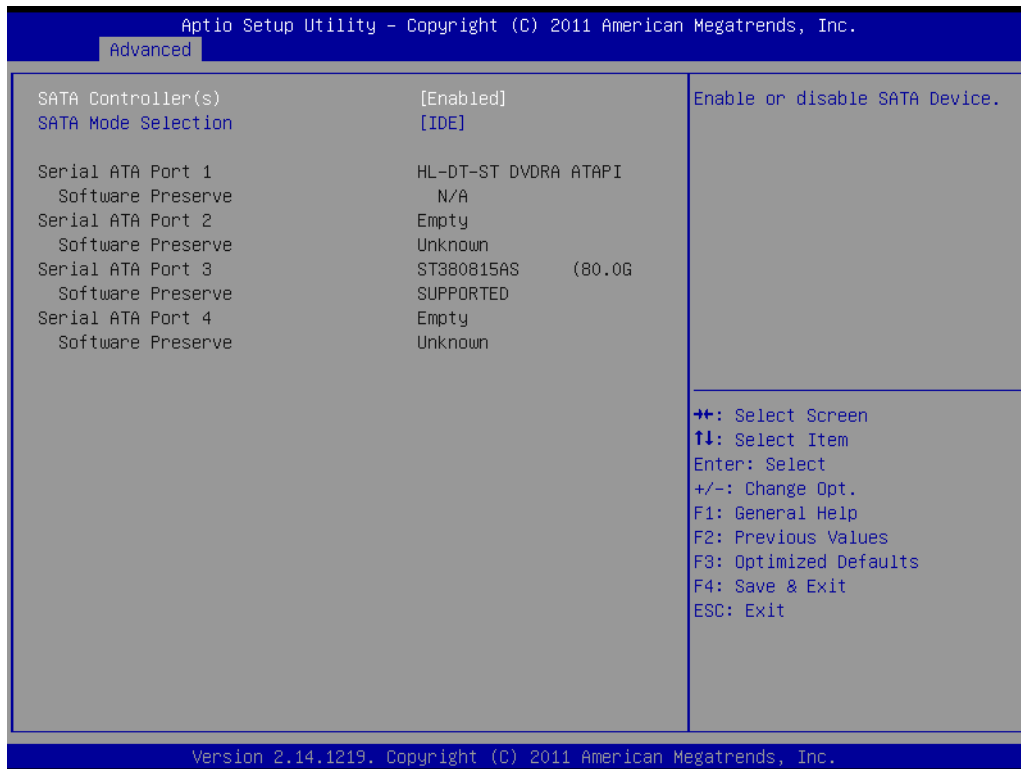 Aptio Setup Utility – Copyright (C) 2011 American Megatrends, Inc.
Advanced
SATA Controller(s) [Enabled]
SATA Mode Selection [IDE]
Serial ATA Port 1 HL-DT-ST DVDRA ATAPI
Software Preserve N/A
Serial ATA Port 2 Empty
Software Preserve Unknown
Serial ATA Port 3 ST380815AS (80.0G
Software Preserve SUPPORTED
Serial ATA Port 4 Empty
Software Preserve Unknown
Enable or disable SATA Device.
→←: Select Screen
↑↓: Select Item
Enter: Select
+/-: Change Opt.
F1: General Help
F2: Previous Values
F3: Optimized Defaults
F4: Save & Exit
ESC: Exit
Version 2.14.1219. Copyright (C) 2011 American Megatrends, Inc.